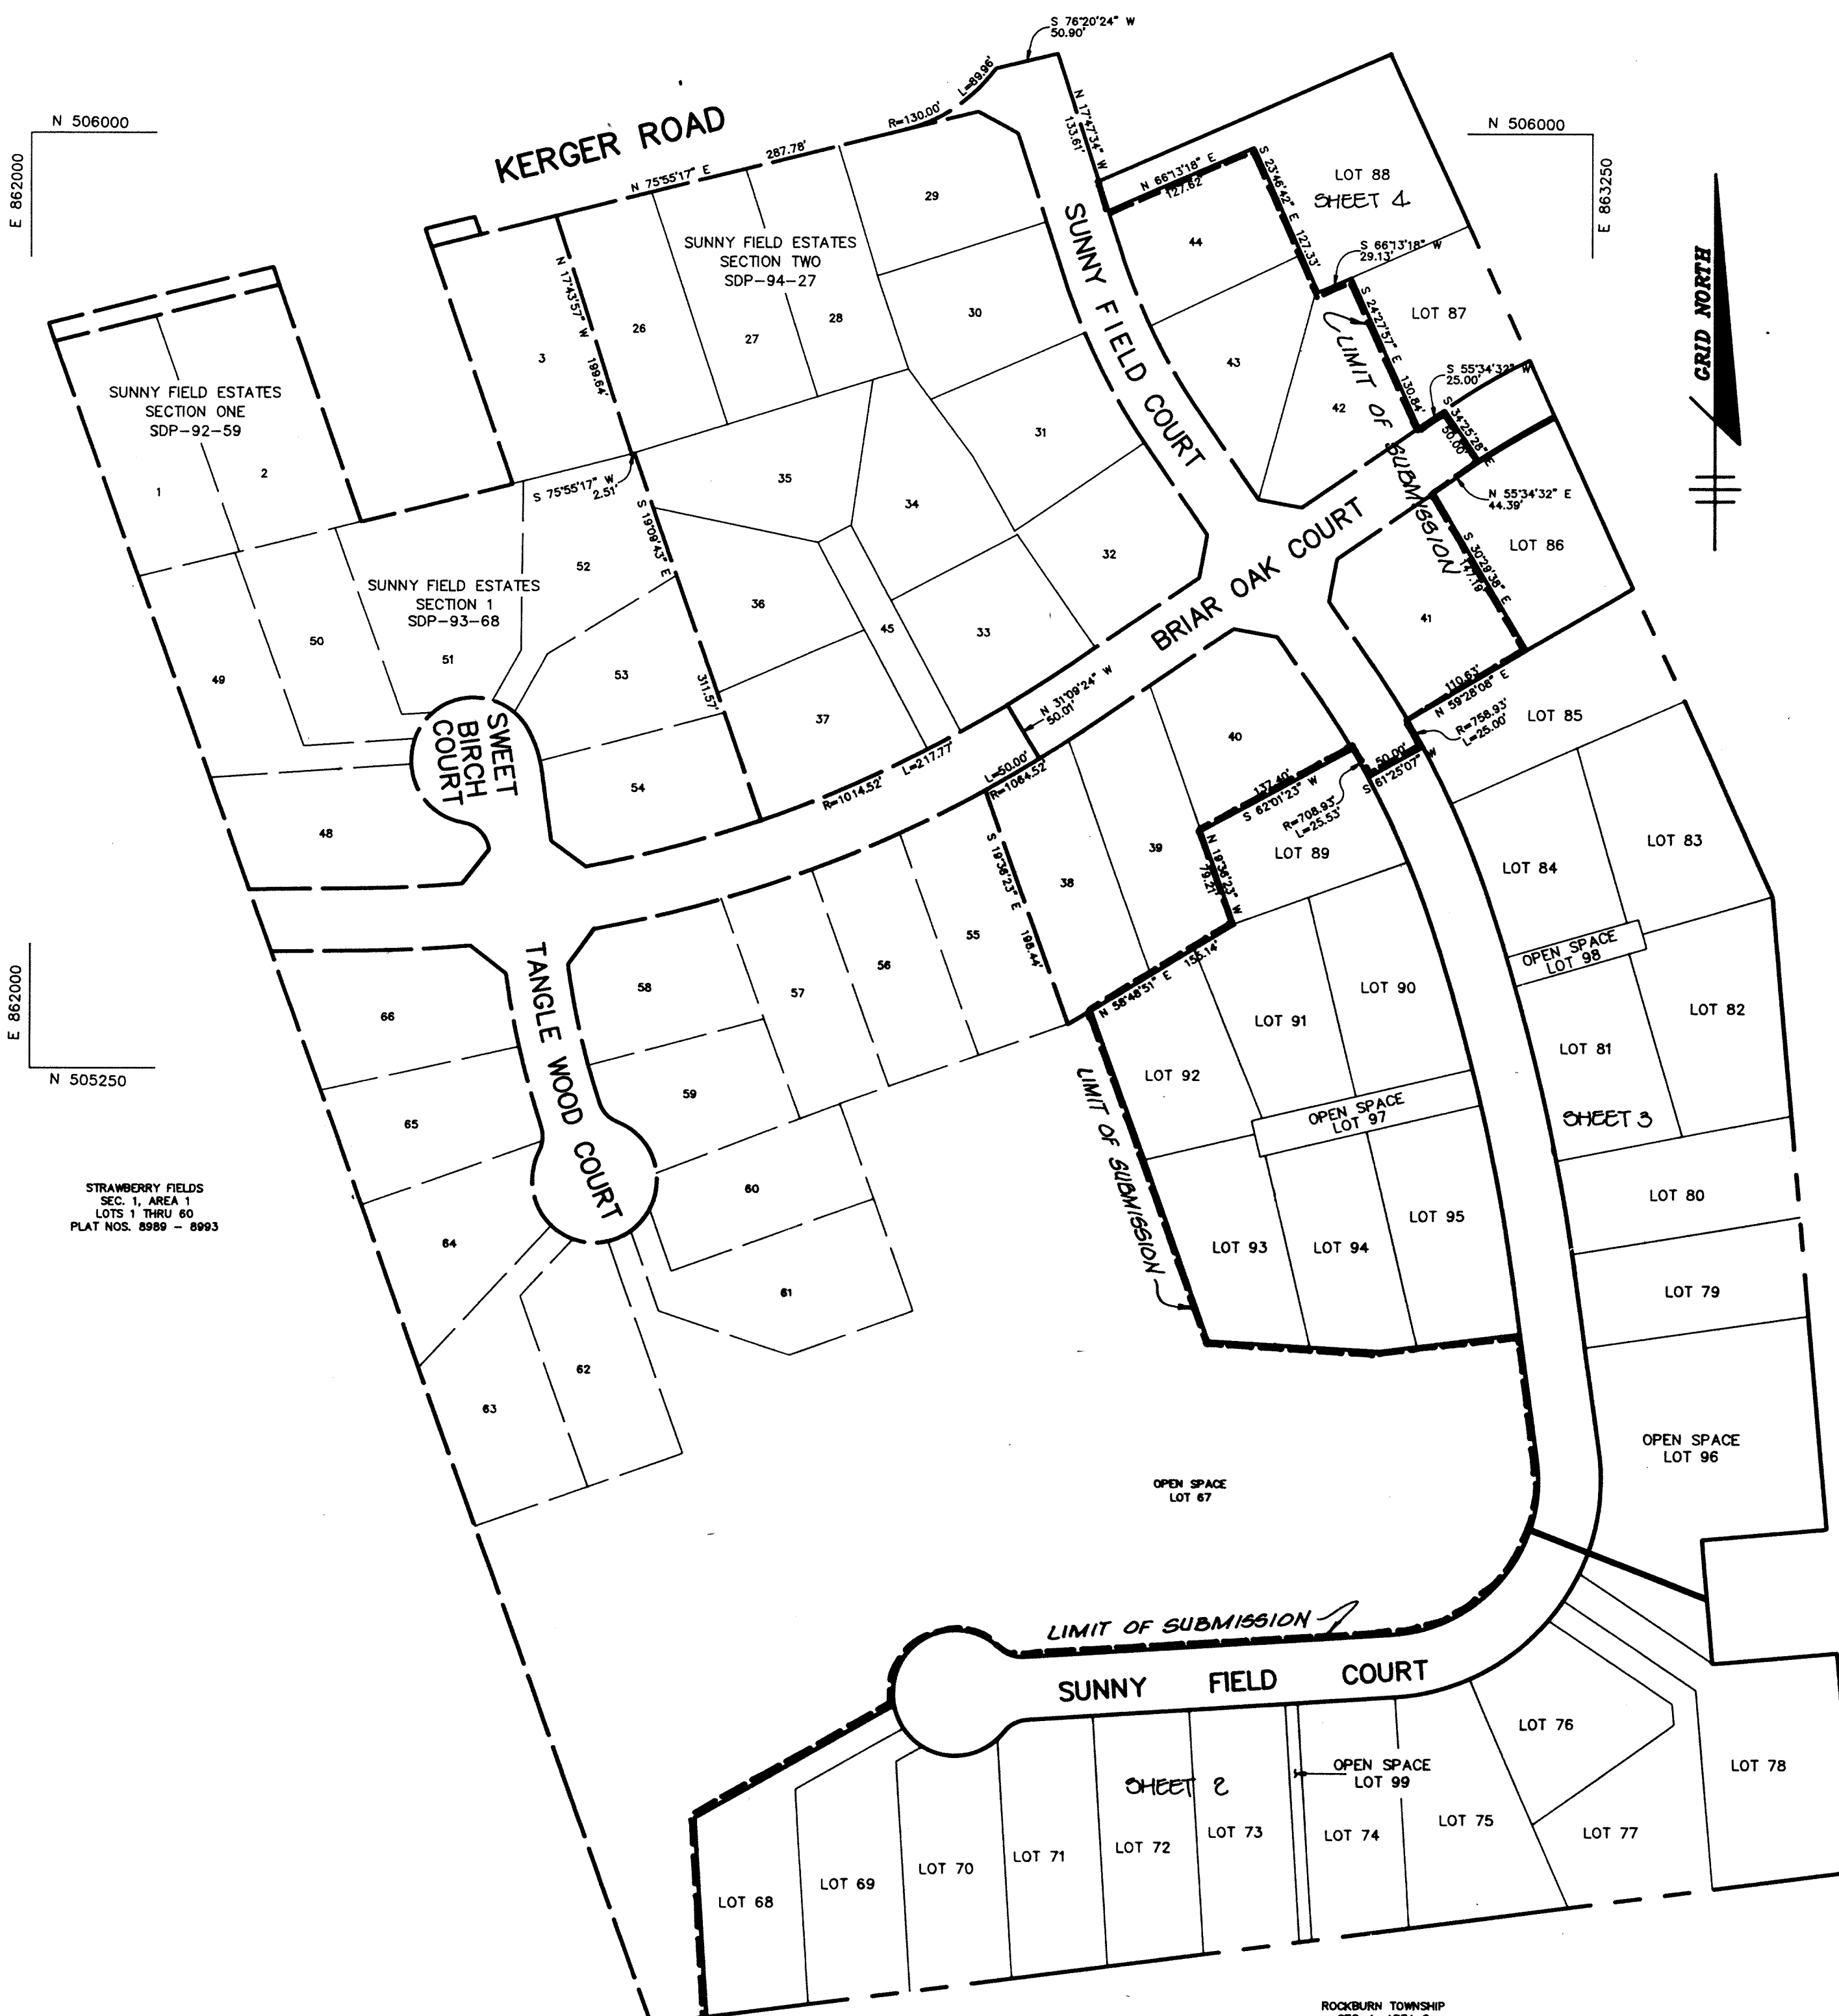 S 76°20'24" W
50.90'
N 506000
E 862000
KERGER ROAD
N 75°55'17" E
287.78'
R=130.00'
L=89.96'
N 17°47'34" W
133.61'
N 506000
E 863250
GRID NORTH
N 66°13'18" E
127.62'
S 23°46'42" E 127.33'
LOT 88
SHEET 4
S 66°13'18" W
29.13'
S 24°27'57" E 130.84'
LOT 87
S 55°34'32" W
25.00'
S 34°25'28" E
50.00'
N 55°34'32" E
44.39'
LIMIT OF SUBMISSION
LOT 86
S 30°29'38" E
147.19'
110.63'
N 59°28'08" E
R=758.93'
L=25.00'
LOT 85
50.00'
S 61°25'07" W
SUNNY FIELD ESTATES
SECTION ONE
SDP-92-59
1
2
3
N 17°43'57" W 199.64'
26
SUNNY FIELD ESTATES
SECTION TWO
SDP-94-27
27
28
29
30
31
32
33
34
35
36
37
45
SUNNY FIELD COURT
44
43
42
41
BRIAR OAK COURT
S 75°55'17" W
2.51'
S 19°09'43" E
311.57'
SUNNY FIELD ESTATES
SECTION 1
SDP-93-68
49
50
51
52
53
54
48
SWEET
BIRCH
COURT
R=1014.52'
L=217.77'
N 31°09'24" W
50.01'
L=50.00'
R=1064.52'
S 19°36'23" E 198.44'
38
39
40
137.40'
S 62°01'23" W
R=708.93'
L=25.53'
N 19°36'23" W
79.21'
N 58°48'51" E 155.14'
LOT 89
LOT 90
LOT 91
LOT 92
OPEN SPACE
LOT 97
LOT 93
LOT 94
LOT 95
LOT 84
LOT 83
OPEN SPACE
LOT 98
LOT 82
LOT 81
SHEET 3
LOT 80
LOT 79
OPEN SPACE
LOT 96
E 862000
N 505250
TANGLE WOOD COURT
55
56
57
58
59
60
61
62
63
64
65
66
LIMIT OF SUBMISSION
STRAWBERRY FIELDS
SEC. 1, AREA 1
LOTS 1 THRU 60
PLAT NOS. 8989 - 8993
OPEN SPACE
LOT 67
LIMIT OF SUBMISSION
SUNNY FIELD COURT
SHEET 2
LOT 68
LOT 69
LOT 70
LOT 71
LOT 72
LOT 73
OPEN SPACE
LOT 99
LOT 74
LOT 75
LOT 76
LOT 77
LOT 78
ROCKBURN TOWNSHIP